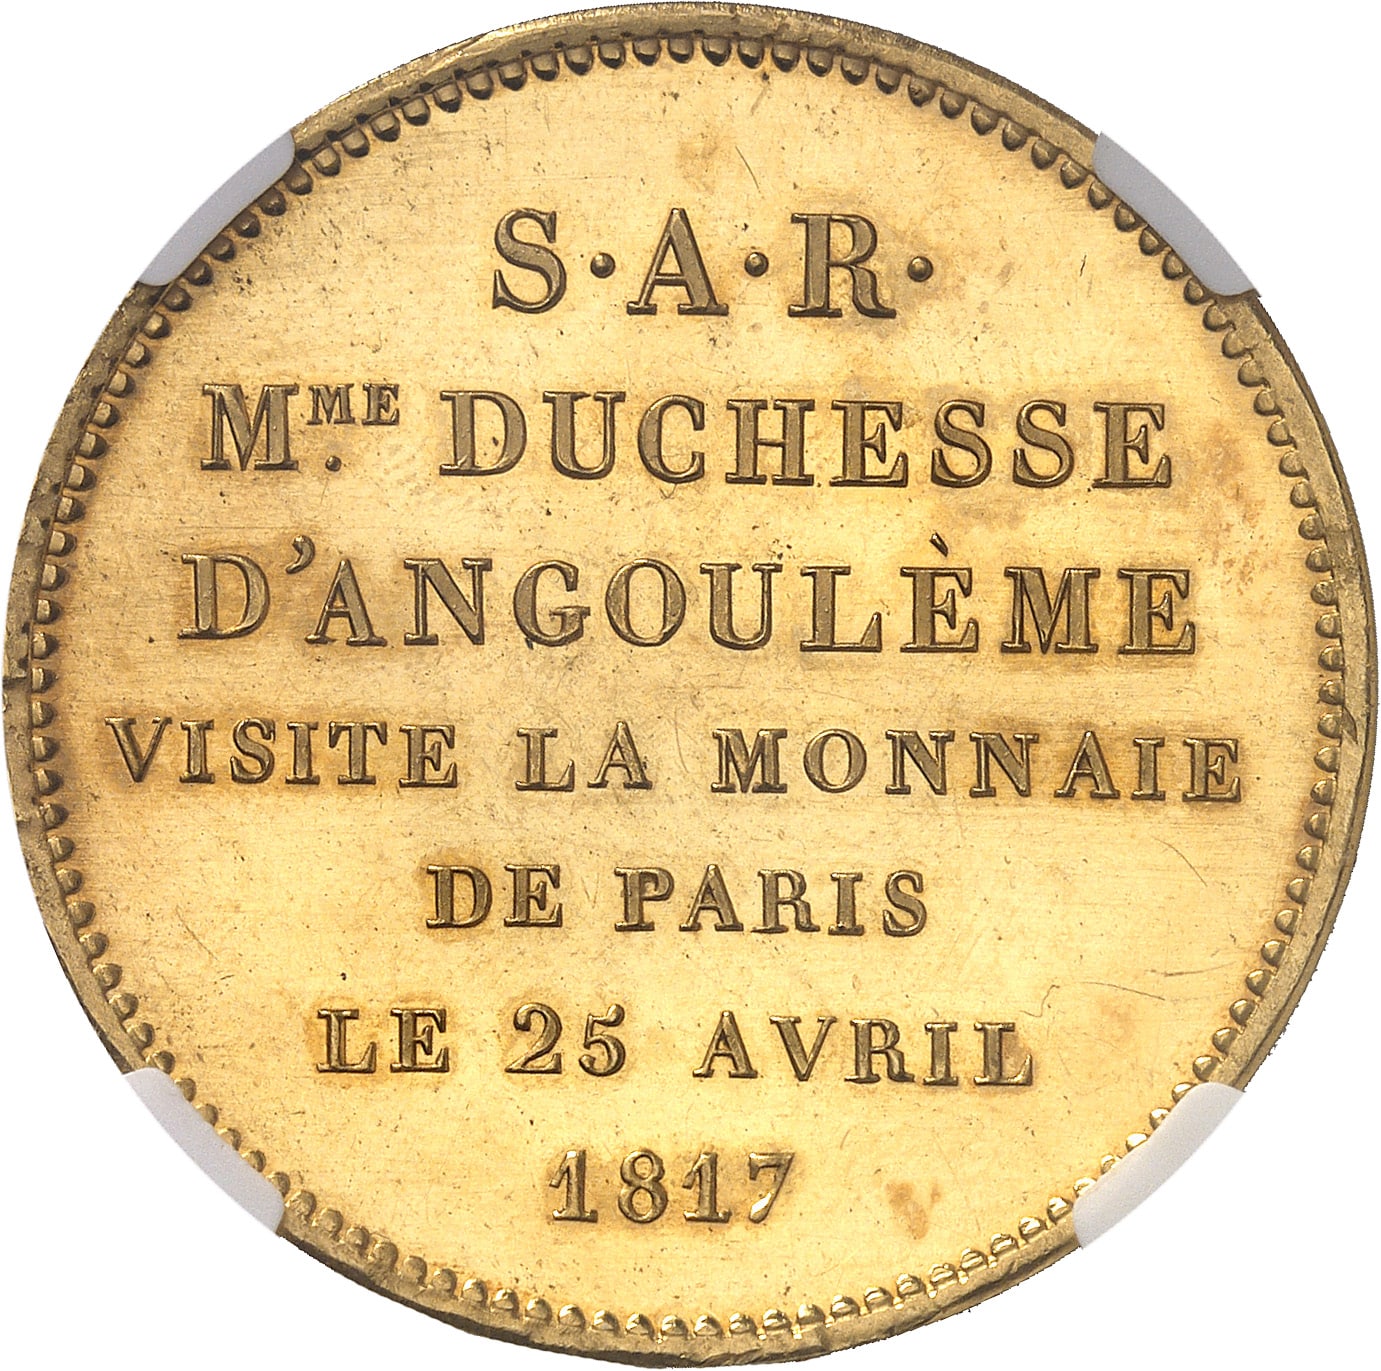 S·A·R·
Mᴹᴱ. DUCHESSE
D'ANGOULÈME
VISITE LA MONNAIE
DE PARIS
LE 25 AVRIL
1817